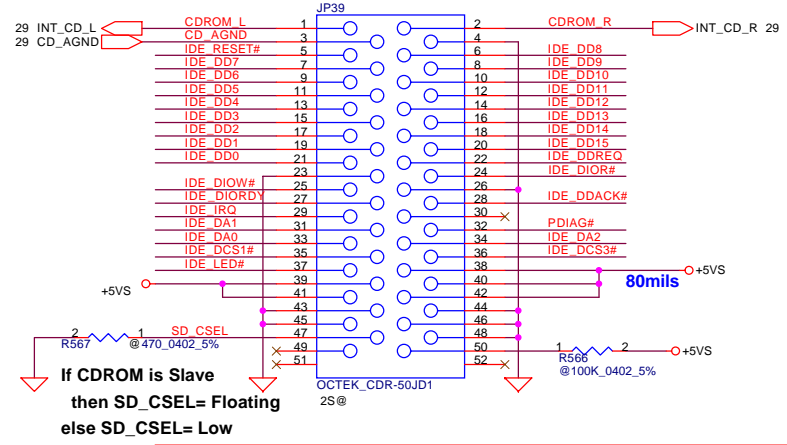 JP39
29 INT_CD_L CDROM_L 1 2 CDROM_R INT_CD_R 29
29 CD_AGND CD_AGND 3 4
IDE_RESET# 5 6 IDE_DD8
IDE_DD7 7 8 IDE_DD9
IDE_DD6 9 10 IDE_DD10
IDE_DD5 11 12 IDE_DD11
IDE_DD4 13 14 IDE_DD12
IDE_DD3 15 16 IDE_DD13
IDE_DD2 17 18 IDE_DD14
IDE_DD1 19 20 IDE_DD15
IDE_DD0 21 22 IDE_DDREQ
23 24 IDE_DIOR#
IDE_DIOW# 25 26
IDE_DIORDY 27 28 IDE_DDACK#
IDE_IRQ 29 30
IDE_DA1 31 32 PDIAG#
IDE_DA0 33 34 IDE_DA2
IDE_DCS1# 35 36 IDE_DCS3#
IDE_LED# 37 38 +5VS
+5VS 39 40 80mils
41 42
43 44
45 46
2 1 SD_CSEL 47 48
R567 @470_0402_5% 49 50 1 2 +5VS
51 52 R566
@100K_0402_5%
OCTEK_CDR-50JD1
2S@
If CDROM is Slave
then SD_CSEL= Floating
else SD_CSEL= Low